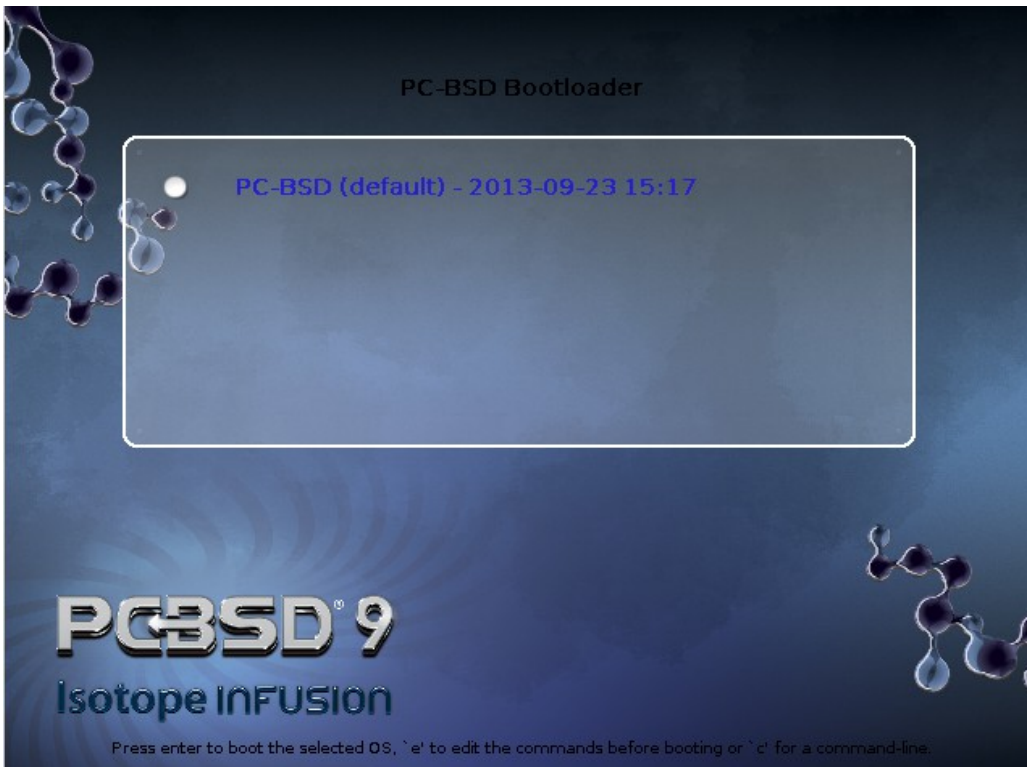 PC-BSD Bootloader
PC-BSD (default) - 2013-09-23 15:17
PCBSD® 9
Isotope INFUSION
Press enter to boot the selected OS, `e' to edit the commands before booting or `c' for a command-line.